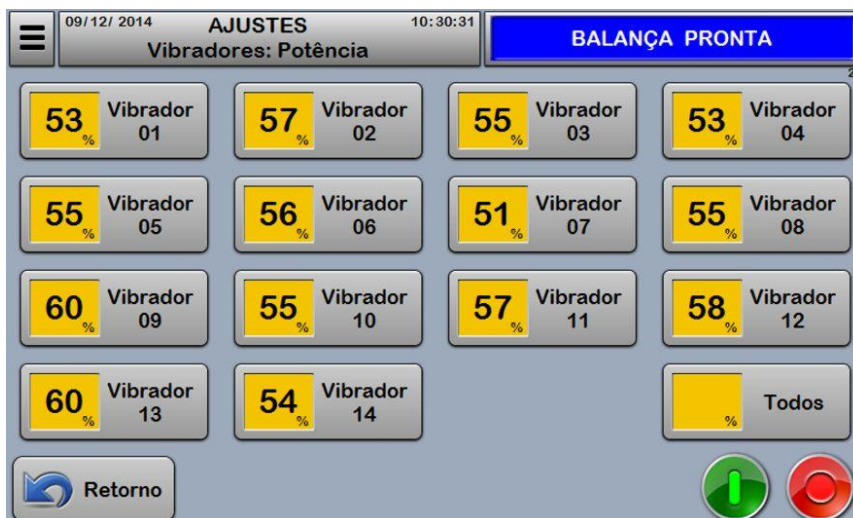 09/12/ 2014
AJUSTES
10:30:31
Vibradores: Potência
BALANÇA PRONTA
2
53 % Vibrador 01
57 % Vibrador 02
55 % Vibrador 03
53 % Vibrador 04
55 % Vibrador 05
56 % Vibrador 06
51 % Vibrador 07
55 % Vibrador 08
60 % Vibrador 09
55 % Vibrador 10
57 % Vibrador 11
58 % Vibrador 12
60 % Vibrador 13
54 % Vibrador 14
% Todos
Retorno